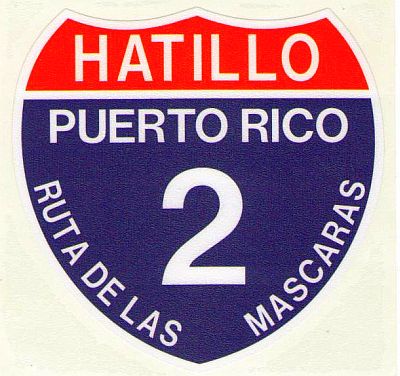 HATILLO
PUERTO RICO
2
RUTA DE LAS MASCARAS